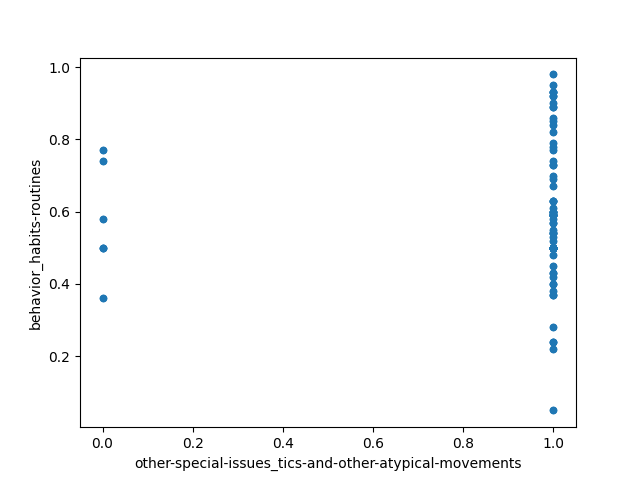 1.0
0.8
0.6
0.4
0.2
behavior_habits-routines
0.0 0.2 0.4 0.6 0.8 1.0
other-special-issues_tics-and-other-atypical-movements